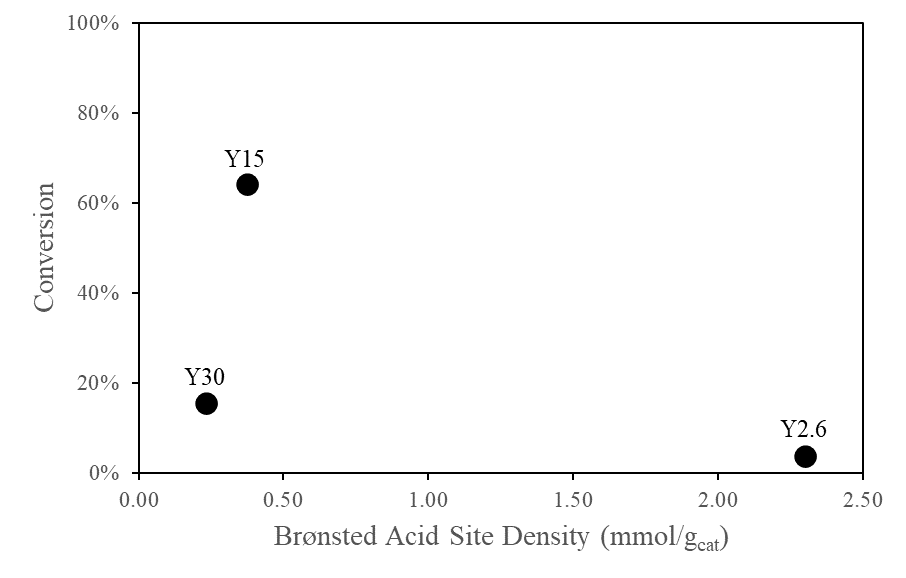 100%
80%
60%
40%
20%
0%
Conversion
Y15
Y30
Y2.6
0.00 0.50 1.00 1.50 2.00 2.50
Brønsted Acid Site Density (mmol/gcat)